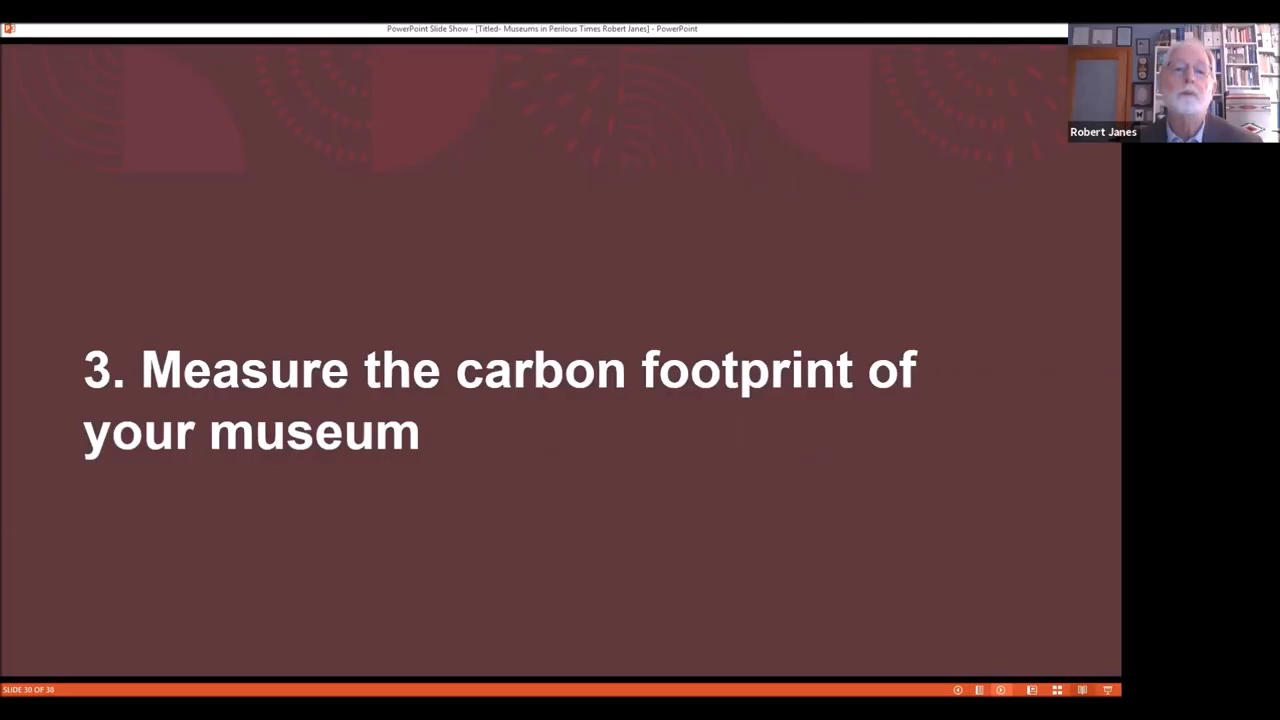 PowerPoint Slide Show - [Titled- Museums in Perilous Times Robert Janes] - PowerPoint
Robert Janes
3. Measure the carbon footprint of
your museum
SLIDE 30 OF 38